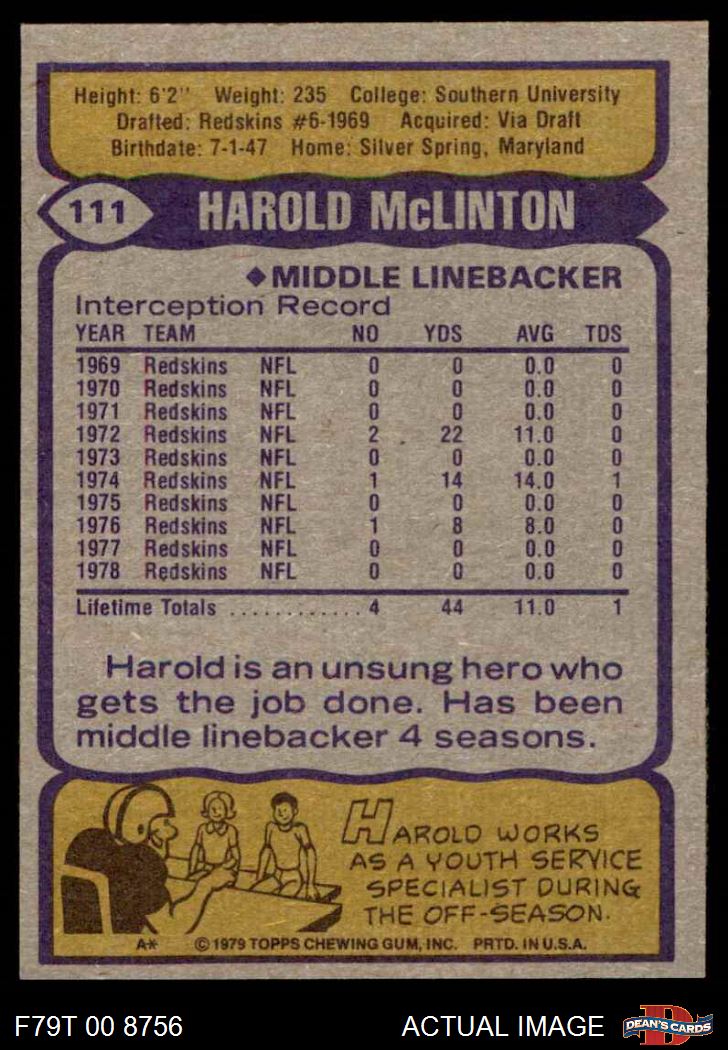 Height: 6'2" Weight: 235 College: Southern University
Drafted: Redskins #6-1969 Acquired: Via Draft
Birthdate: 7-1-47 Home: Silver Spring, Maryland
111 HAROLD McLINTON
◆MIDDLE LINEBACKER
Interception Record
YEAR TEAM NO YDS AVG TDS
1969 Redskins NFL 0 0 0.0 0
1970 Redskins NFL 0 0 0.0 0
1971 Redskins NFL 0 0 0.0 0
1972 Redskins NFL 2 22 11.0 0
1973 Redskins NFL 0 0 0.0 0
1974 Redskins NFL 1 14 14.0 1
1975 Redskins NFL 0 0 0.0 0
1976 Redskins NFL 1 8 8.0 0
1977 Redskins NFL 0 0 0.0 0
1978 Redskins NFL 0 0 0.0 0
Lifetime Totals ............ 4 44 11.0 1
Harold is an unsung hero who
gets the job done. Has been
middle linebacker 4 seasons.
HAROLD WORKS
AS A YOUTH SERVICE
SPECIALIST DURING
THE OFF-SEASON.
A* © 1979 TOPPS CHEWING GUM, INC. PRTD. IN U.S.A.
F79T 00 8756 ACTUAL IMAGE D DEAN'S CARDS